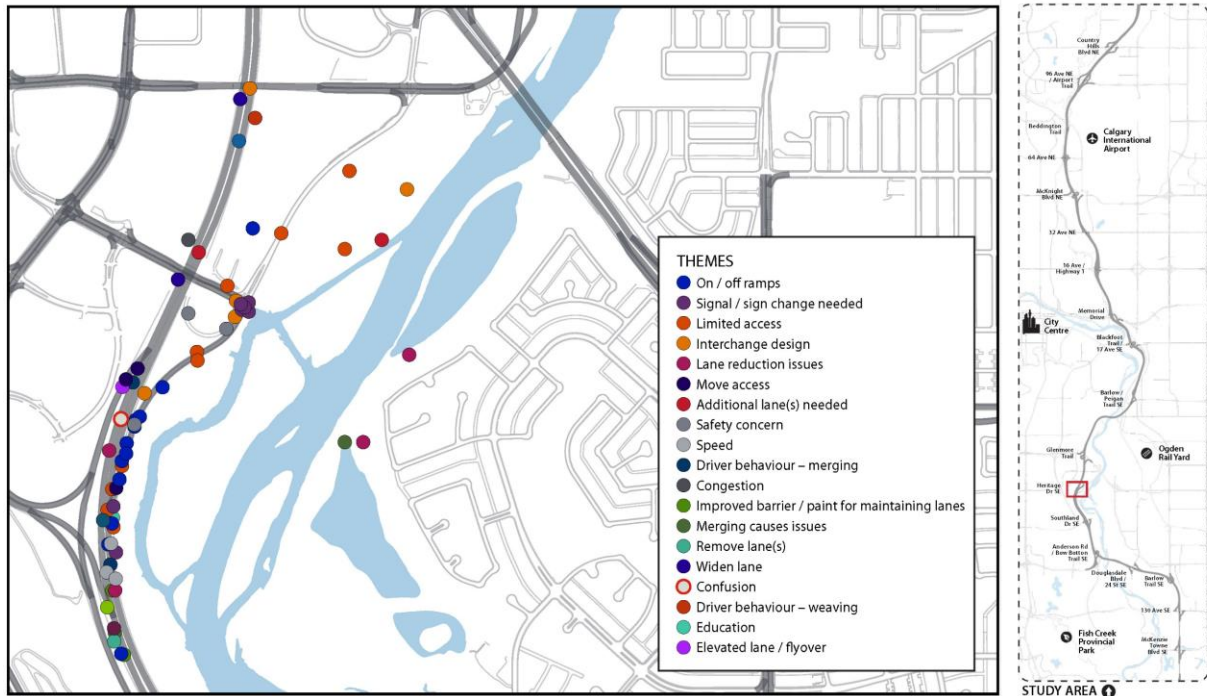 THEMES
On / off ramps
Signal / sign change needed
Limited access
Interchange design
Lane reduction issues
Move access
Additional lane(s) needed
Safety concern
Speed
Driver behaviour – merging
Congestion
Improved barrier / paint for maintaining lanes
Merging causes issues
Remove lane(s)
Widen lane
Confusion
Driver behaviour – weaving
Education
Elevated lane / flyover
Country
Hills
Blvd NE
96 Ave NE
/ Airport
Trail
Beddington
Trail
Calgary
International
Airport
64 Ave NE
McKnight
Blvd NE
32 Ave NE
16 Ave /
Highway 1
Memorial
Drive
City
Centre
Blackfoot
Trail /
17 Ave SE
Barlow /
Peigan
Trail SE
Glenmore
Trail
Ogden
Rail Yard
Heritage
Dr SE
Southland
Dr SE
Anderson Rd
/ Bow Bottom
Trail SE
Douglasdale
Blvd /
24 St SE
Barlow
Trail SE
130 Ave SE
Fish Creek
Provincial
Park
McKenzie
Towne
Blvd SE
STUDY AREA